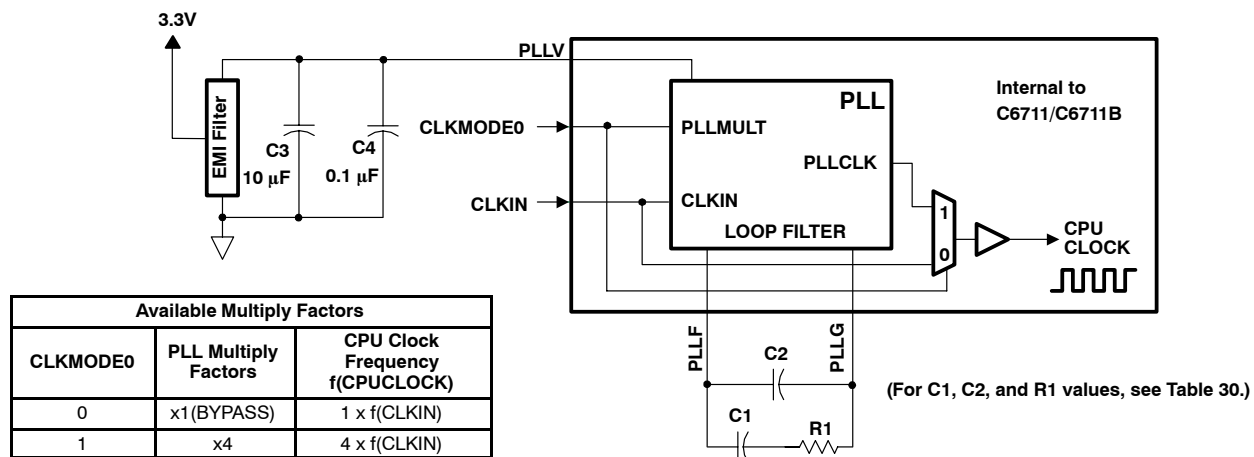 3.3V
PLLV
EMI Filter
C3
10 μF
C4
0.1 μF
CLKMODE0
CLKIN
PLL
PLLMULT
PLLCLK
CLKIN
LOOP FILTER
Internal to
C6711/C6711B
1
0
CPU
CLOCK
PLLF
PLLG
C2
C1
R1
(For C1, C2, and R1 values, see Table 30.)
Available Multiply Factors
CLKMODE0
PLL Multiply
Factors
CPU Clock
Frequency
f(CPUCLOCK)
0
x1(BYPASS)
1 x f(CLKIN)
1
x4
4 x f(CLKIN)